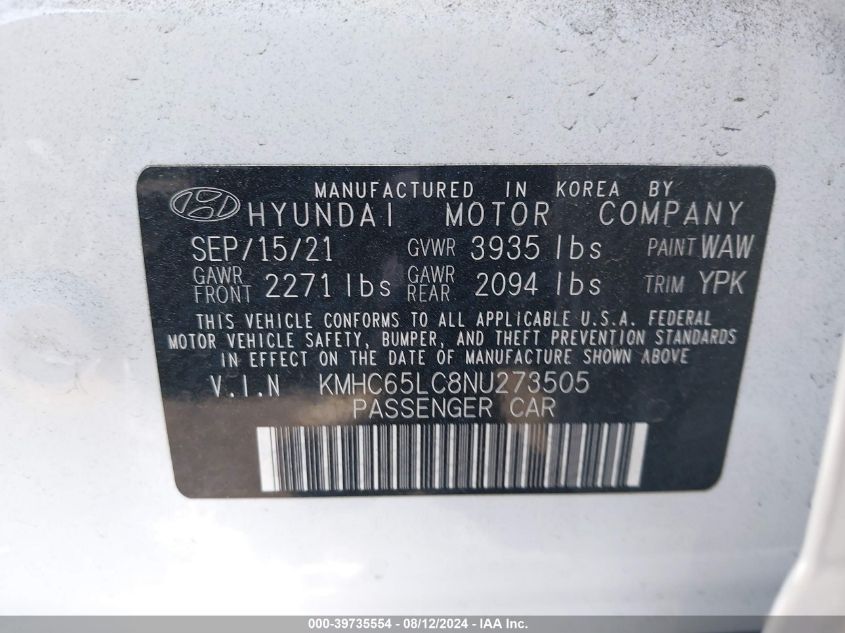 MANUFACTURED IN KOREA BY
HYUNDAI MOTOR COMPANY
SEP/15/21 GVWR 3935 lbs PAINT WAW
GAWR FRONT 2271 lbs GAWR REAR 2094 lbs TRIM YPK
THIS VEHICLE CONFORMS TO ALL APPLICABLE U.S.A. FEDERAL
MOTOR VEHICLE SAFETY, BUMPER, AND THEFT PREVENTION STANDARDS
IN EFFECT ON THE DATE OF MANUFACTURE SHOWN ABOVE
V.I.N KMHC65LC8NU273505
PASSENGER CAR
000-39735554 - 08/12/2024 - IAA Inc.